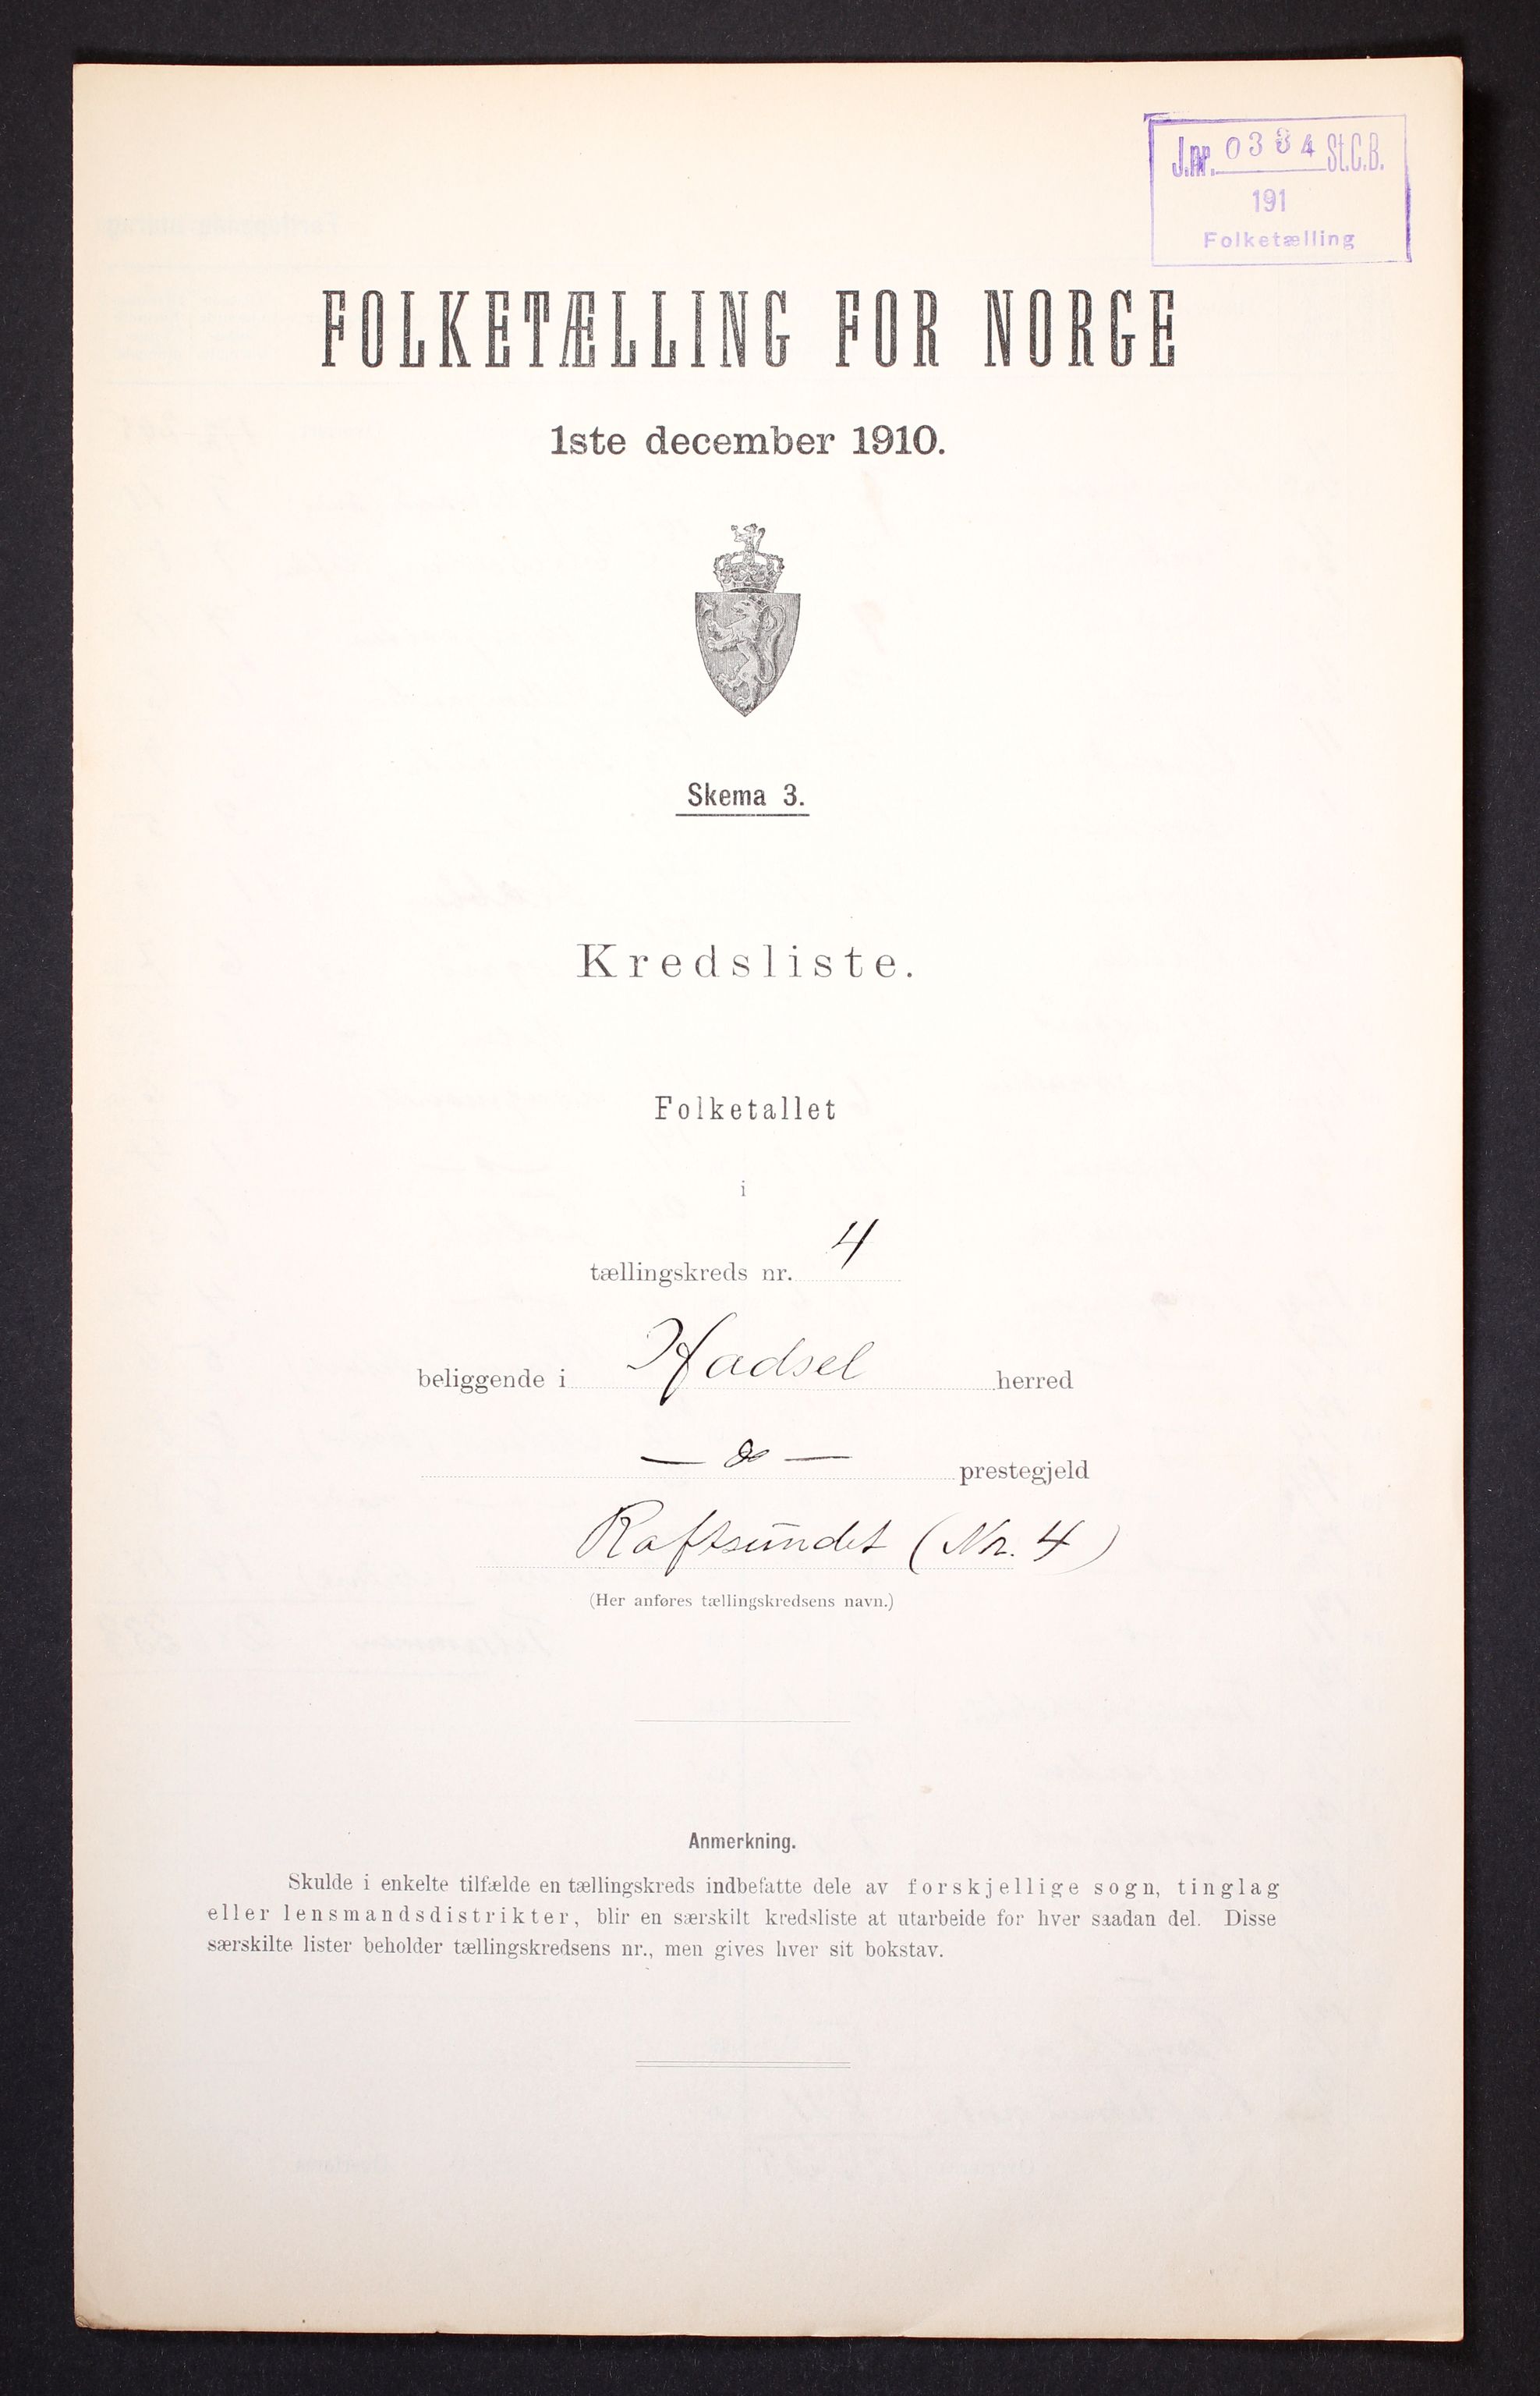 J.nr. 0334 St.C.B.
191
Folketælling
FOLKETÆLLING FOR NORGE
1ste december 1910.
Skema 3.
Kredsliste.
Folketallet
i
tællingskreds nr. 4
beliggende i Hadsel herred
— " — prestegjeld
Raftsundet (Nr. 4)
(Her anføres tællingskredsens navn.)
Anmerkning.
Skulde i enkelte tilfælde en tællingskreds indbefatte dele av forskjellige sogn, tinglag
eller lensmandsdistrikter, blir en særskilt kredsliste at utarbeide for hver saadan del. Disse
særskilte lister beholder tællingskredsens nr., men gives hver sit bokstav.